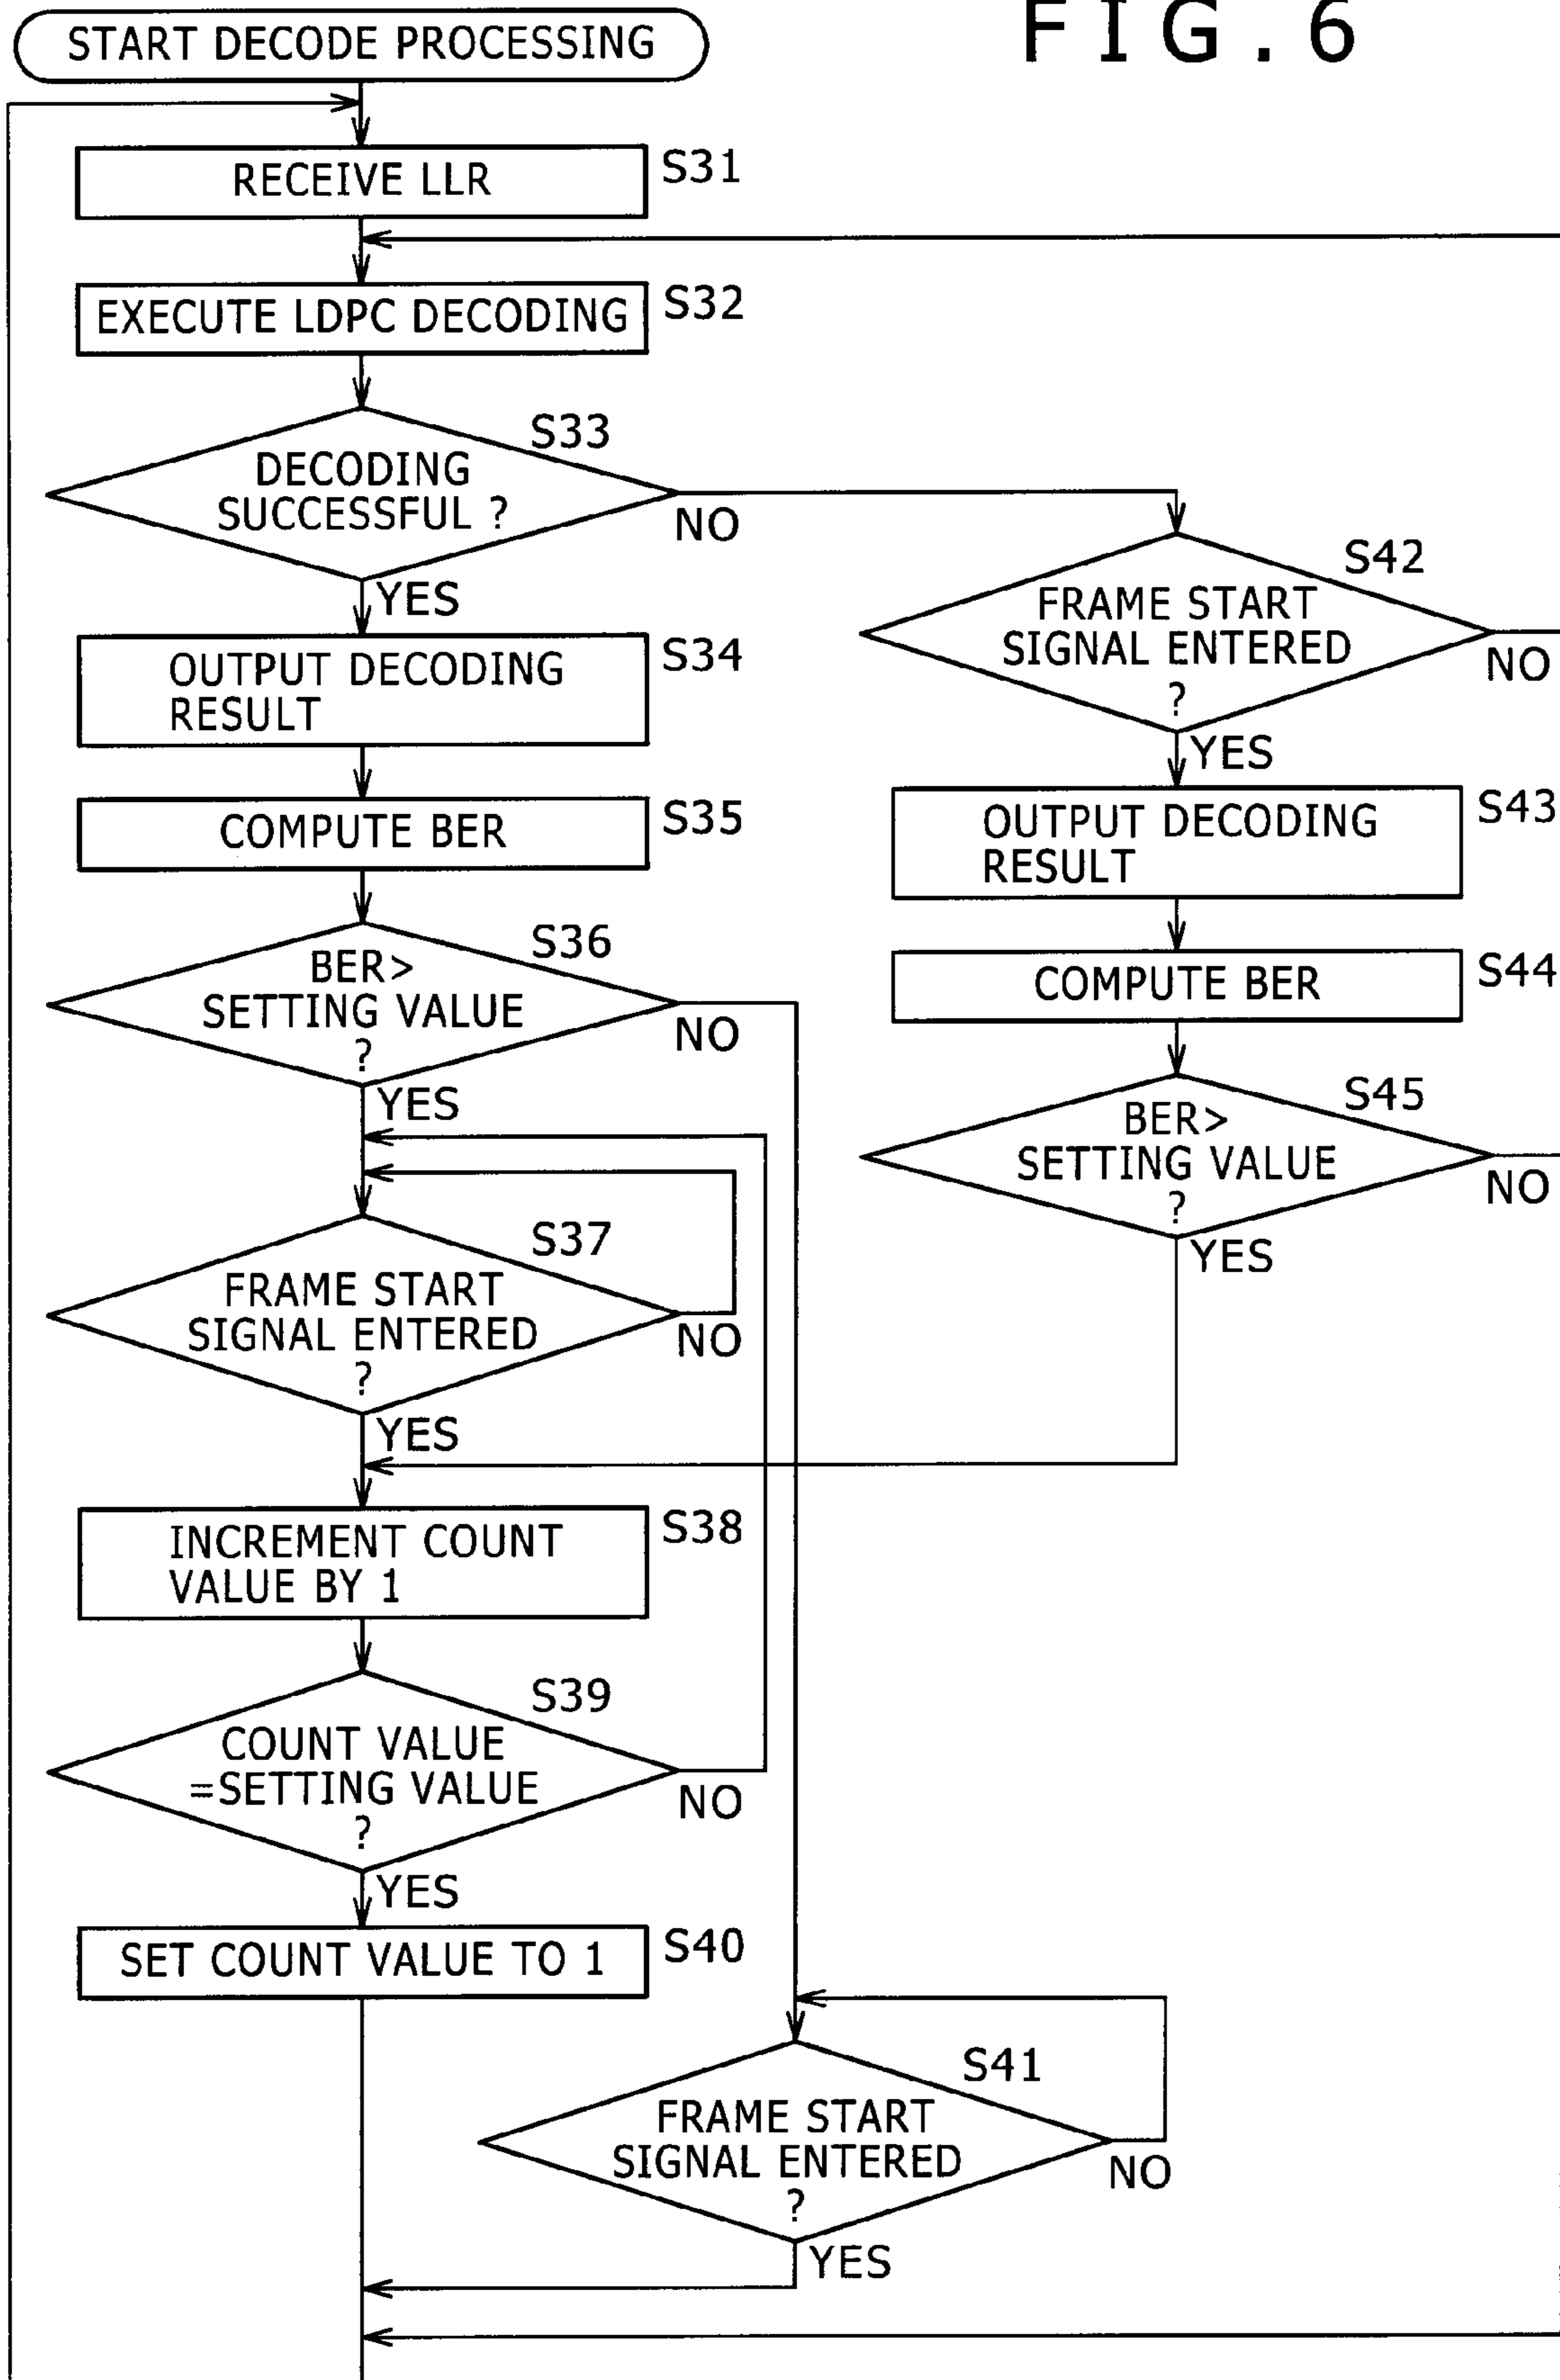 FIG.6
START DECODE PROCESSING
RECEIVE LLR
S31
EXECUTE LDPC DECODING
S32
S33
DECODING
SUCCESSFUL ?
NO
YES
OUTPUT DECODING
RESULT
S34
COMPUTE BER
S35
S36
BER>
SETTING VALUE
?
NO
YES
S37
FRAME START
SIGNAL ENTERED
?
NO
YES
INCREMENT COUNT
VALUE BY 1
S38
S39
COUNT VALUE
=SETTING VALUE
?
NO
YES
SET COUNT VALUE TO 1
S40
S41
FRAME START
SIGNAL ENTERED
?
NO
YES
S42
FRAME START
SIGNAL ENTERED
?
NO
YES
OUTPUT DECODING
RESULT
S43
COMPUTE BER
S44
S45
BER>
SETTING VALUE
?
NO
YES